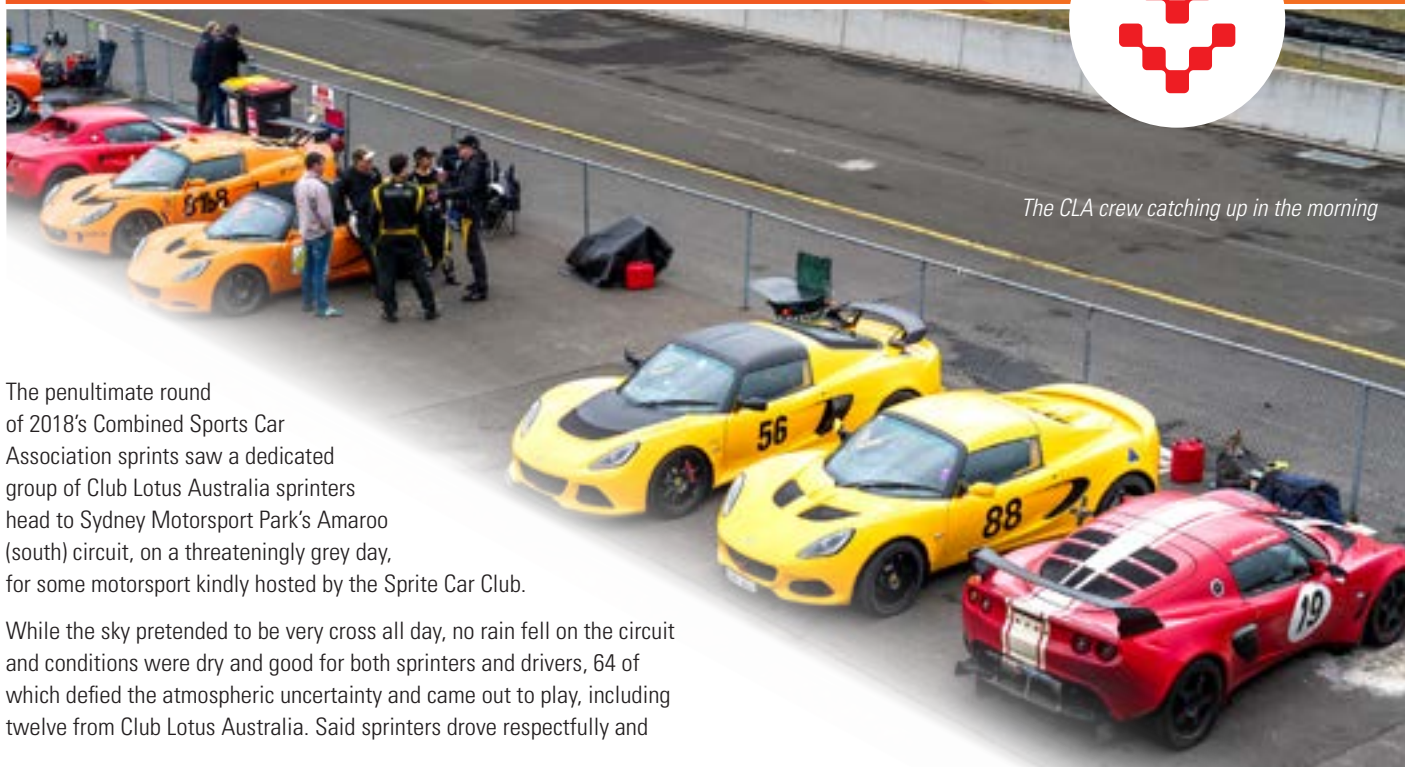 The CLA crew catching up in the morning
56
88
19
The penultimate round
of 2018's Combined Sports Car
Association sprints saw a dedicated
group of Club Lotus Australia sprinters
head to Sydney Motorsport Park's Amaroo
(south) circuit, on a threateningly grey day,
for some motorsport kindly hosted by the Sprite Car Club.
While the sky pretended to be very cross all day, no rain fell on the circuit
and conditions were dry and good for both sprinters and drivers, 64 of
which defied the atmospheric uncertainty and came out to play, including
twelve from Club Lotus Australia. Said sprinters drove respectfully and